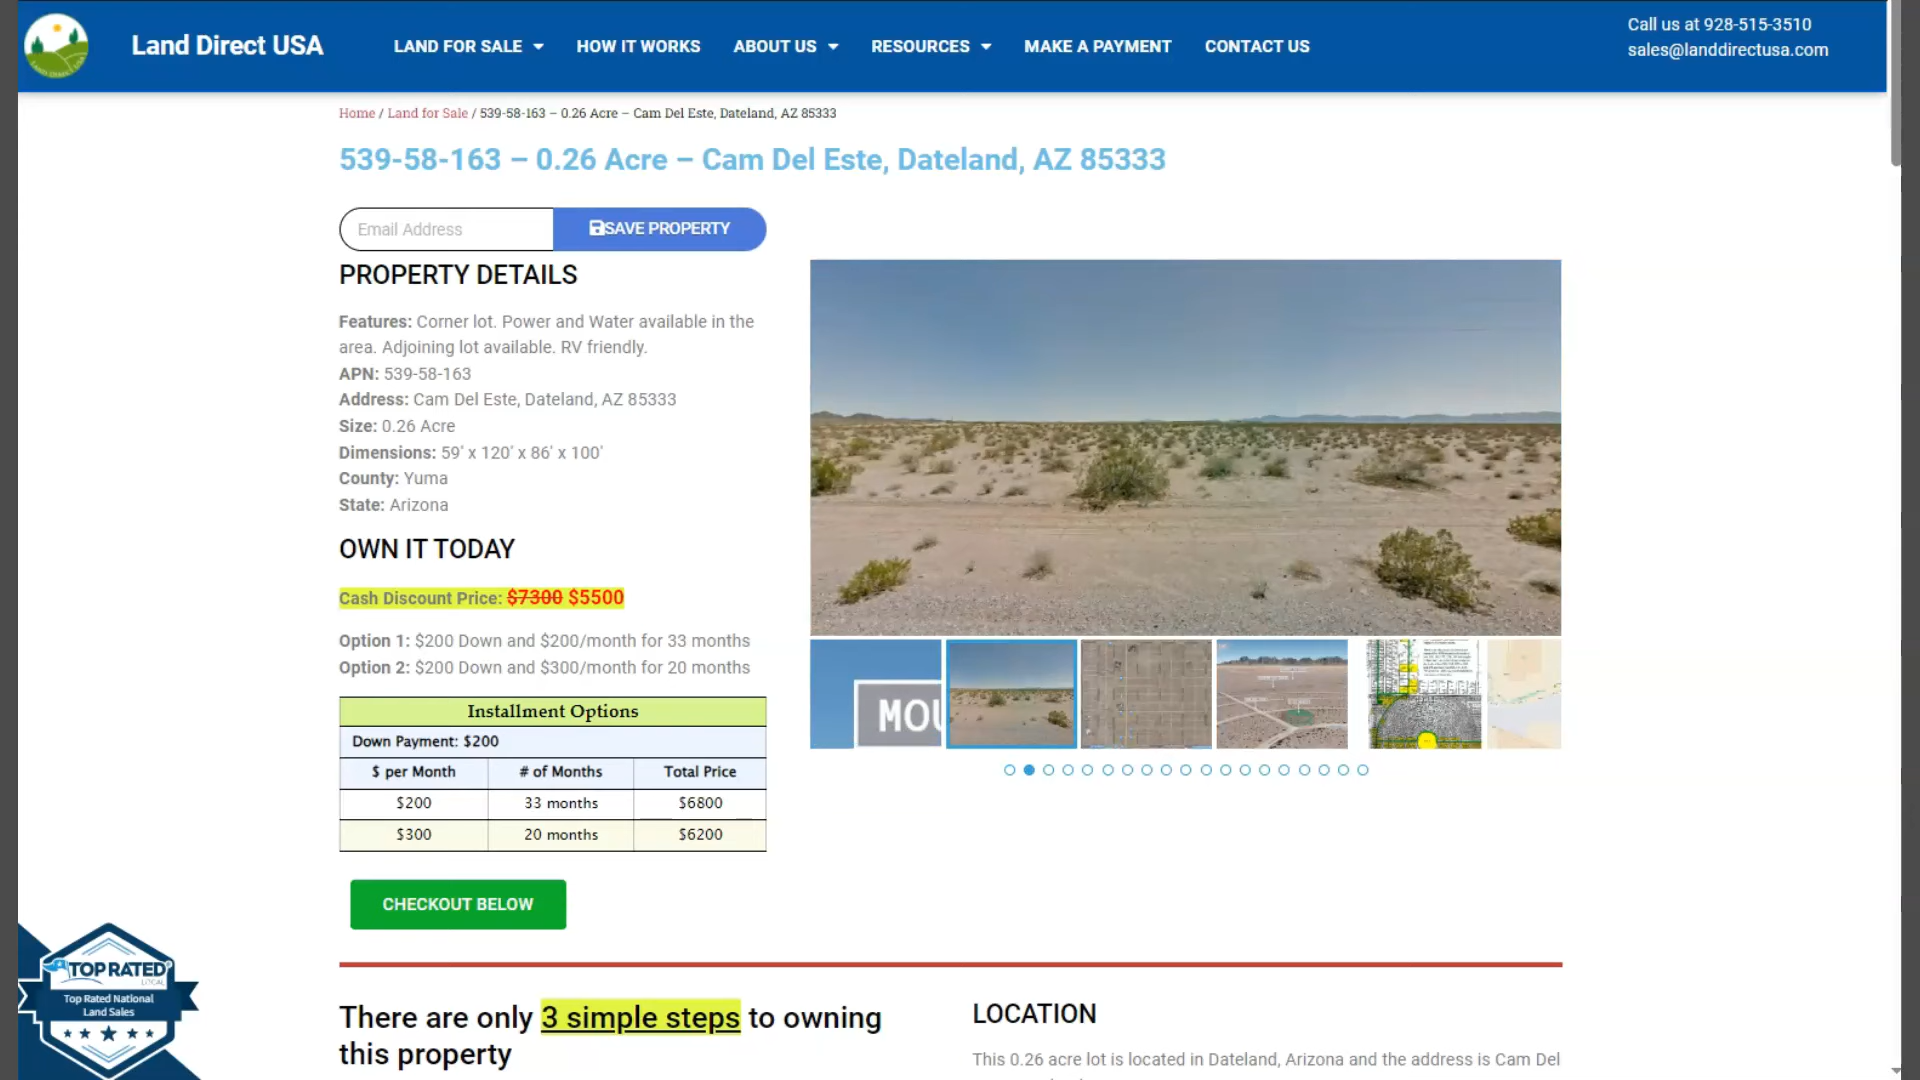 Land Direct USA
LAND FOR SALE
HOW IT WORKS
ABOUT US
RESOURCES
MAKE A PAYMENT
CONTACT US
Call us at 928-515-3510
sales@landdirectusa.com
Home / Land for Sale / 539-58-163 – 0.26 Acre – Cam Del Este, Dateland, AZ 85333
539-58-163 – 0.26 Acre – Cam Del Este, Dateland, AZ 85333
Email Address
SAVE PROPERTY
PROPERTY DETAILS
Features: Corner lot. Power and Water available in the
area. Adjoining lot available. RV friendly.
APN: 539-58-163
Address: Cam Del Este, Dateland, AZ 85333
Size: 0.26 Acre
Dimensions: 59' x 120' x 86' x 100'
County: Yuma
State: Arizona
OWN IT TODAY
Cash Discount Price: $7300 $5500
Option 1: $200 Down and $200/month for 33 months
Option 2: $200 Down and $300/month for 20 months
Installment Options
Down Payment: $200
$ per Month # of Months Total Price
$200 33 months $6800
$300 20 months $6200
MOU
CHECKOUT BELOW
TOP RATED
LOCAL
Top Rated National
Land Sales
There are only 3 simple steps to owning
this property
LOCATION
This 0.26 acre lot is located in Dateland, Arizona and the address is Cam Del